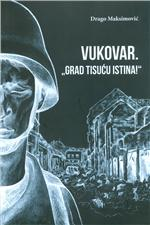 Drago Maksimović
VUKOVAR.
„GRAD TISUĆU ISTINA!“